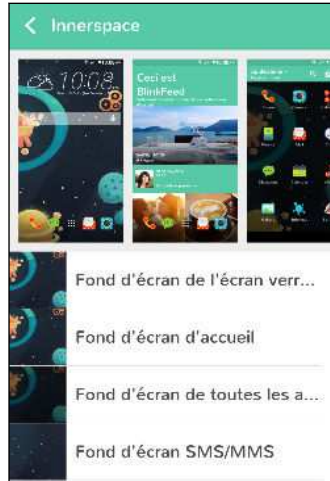 Innerspace
10:08
Ceci est
BlinkFeed
Fond d'écran de l'écran verr...
Fond d'écran d'accueil
Fond d'écran de toutes les a...
Fond d'écran SMS/MMS